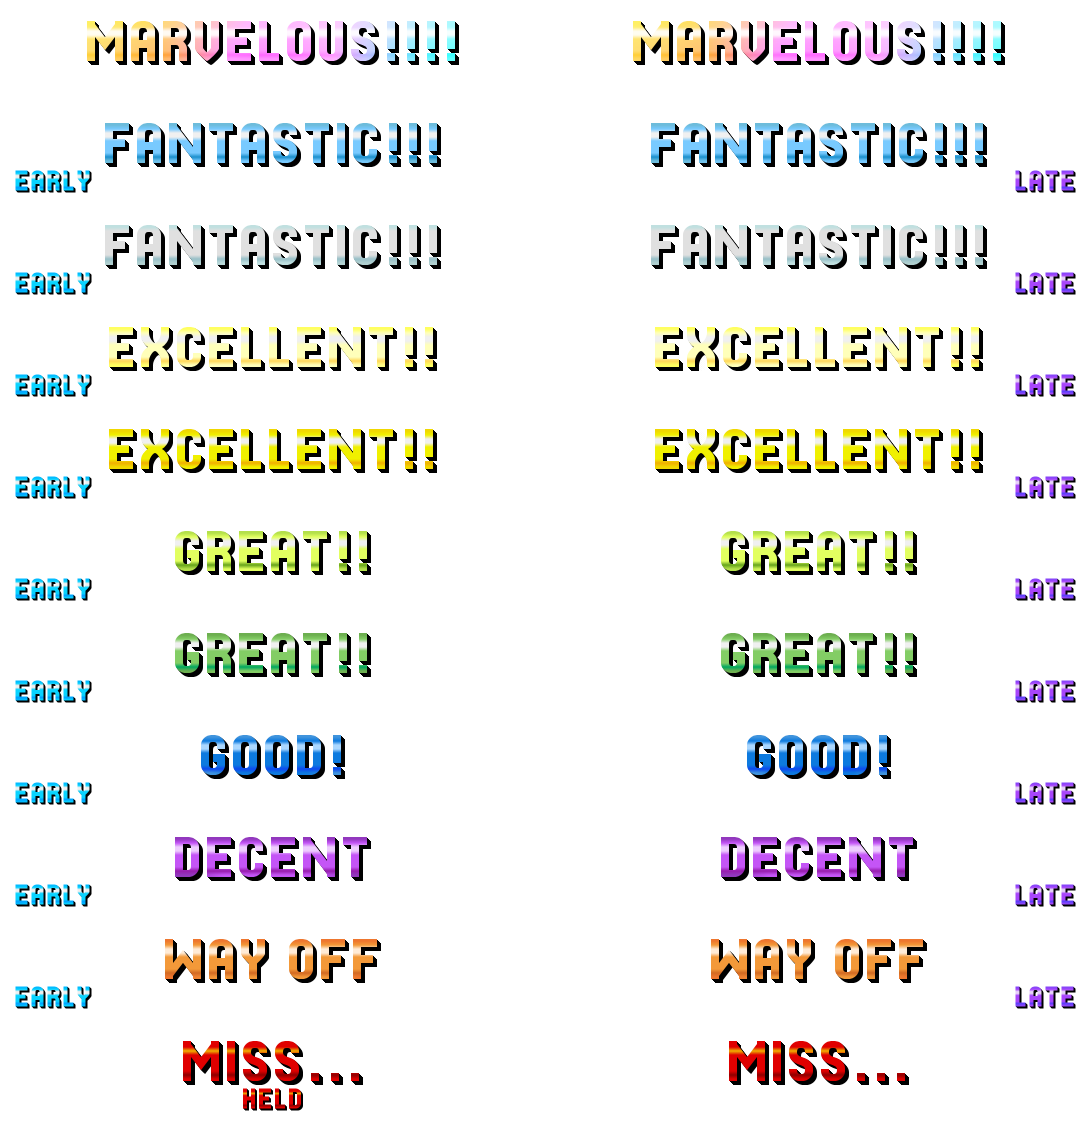 MARVELOUS!!!! MARVELOUS!!!!
FANTASTIC!!! FANTASTIC!!!
EARLY LATE
FANTASTIC!!! FANTASTIC!!!
EARLY LATE
EXCELLENT!! EXCELLENT!!
EARLY LATE
EXCELLENT!! EXCELLENT!!
EARLY LATE
GREAT!! GREAT!!
EARLY LATE
GREAT!! GREAT!!
EARLY LATE
GOOD! GOOD!
EARLY LATE
DECENT DECENT
EARLY LATE
WAY OFF WAY OFF
EARLY LATE
MISS... MISS...
HELD